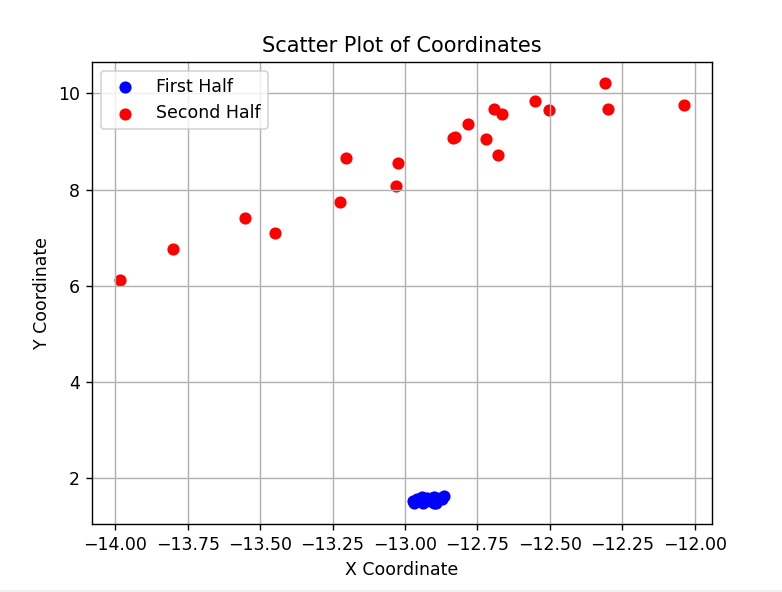 Scatter Plot of Coordinates
First Half
Second Half
10
8
6
4
2
Y Coordinate
−14.00 −13.75 −13.50 −13.25 −13.00 −12.75 −12.50 −12.25 −12.00
X Coordinate